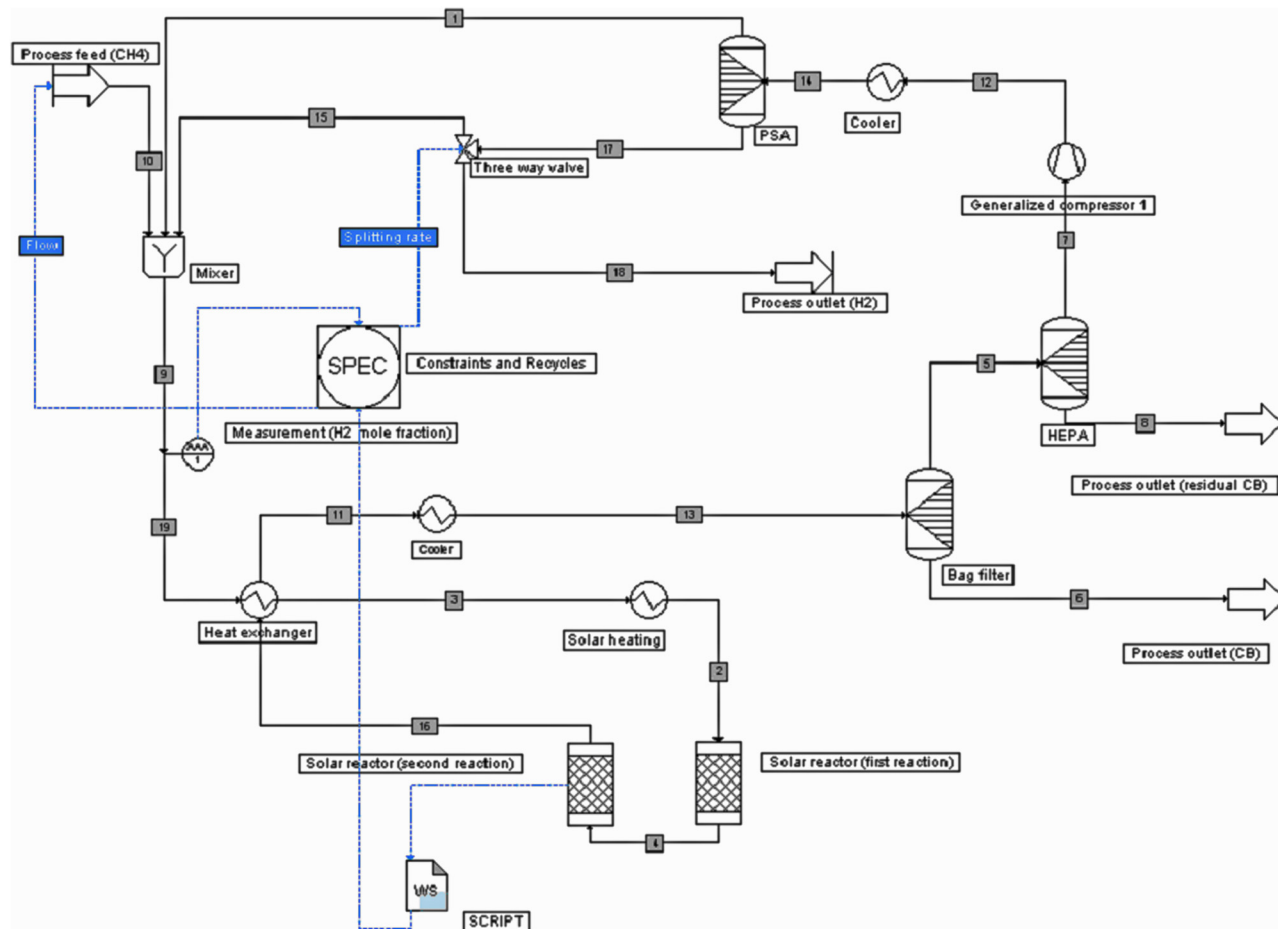 1
Process feed (CH4)
14
12
Cooler
PSA
15
10
17
Three way valve
Generalized compressor 1
Flow
Splitting rate
7
Mixer
18
Process outlet (H2)
SPEC
Constraints and Recycles
5
9
Measurement (H2 mole fraction)
HEPA
8
1
Process outlet (residual CB)
19
11
Cooler
13
Bag filter
3
6
Heat exchanger
Solar heating
Process outlet (CB)
2
16
Solar reactor (second reaction)
Solar reactor (first reaction)
4
WS
SCRIPT